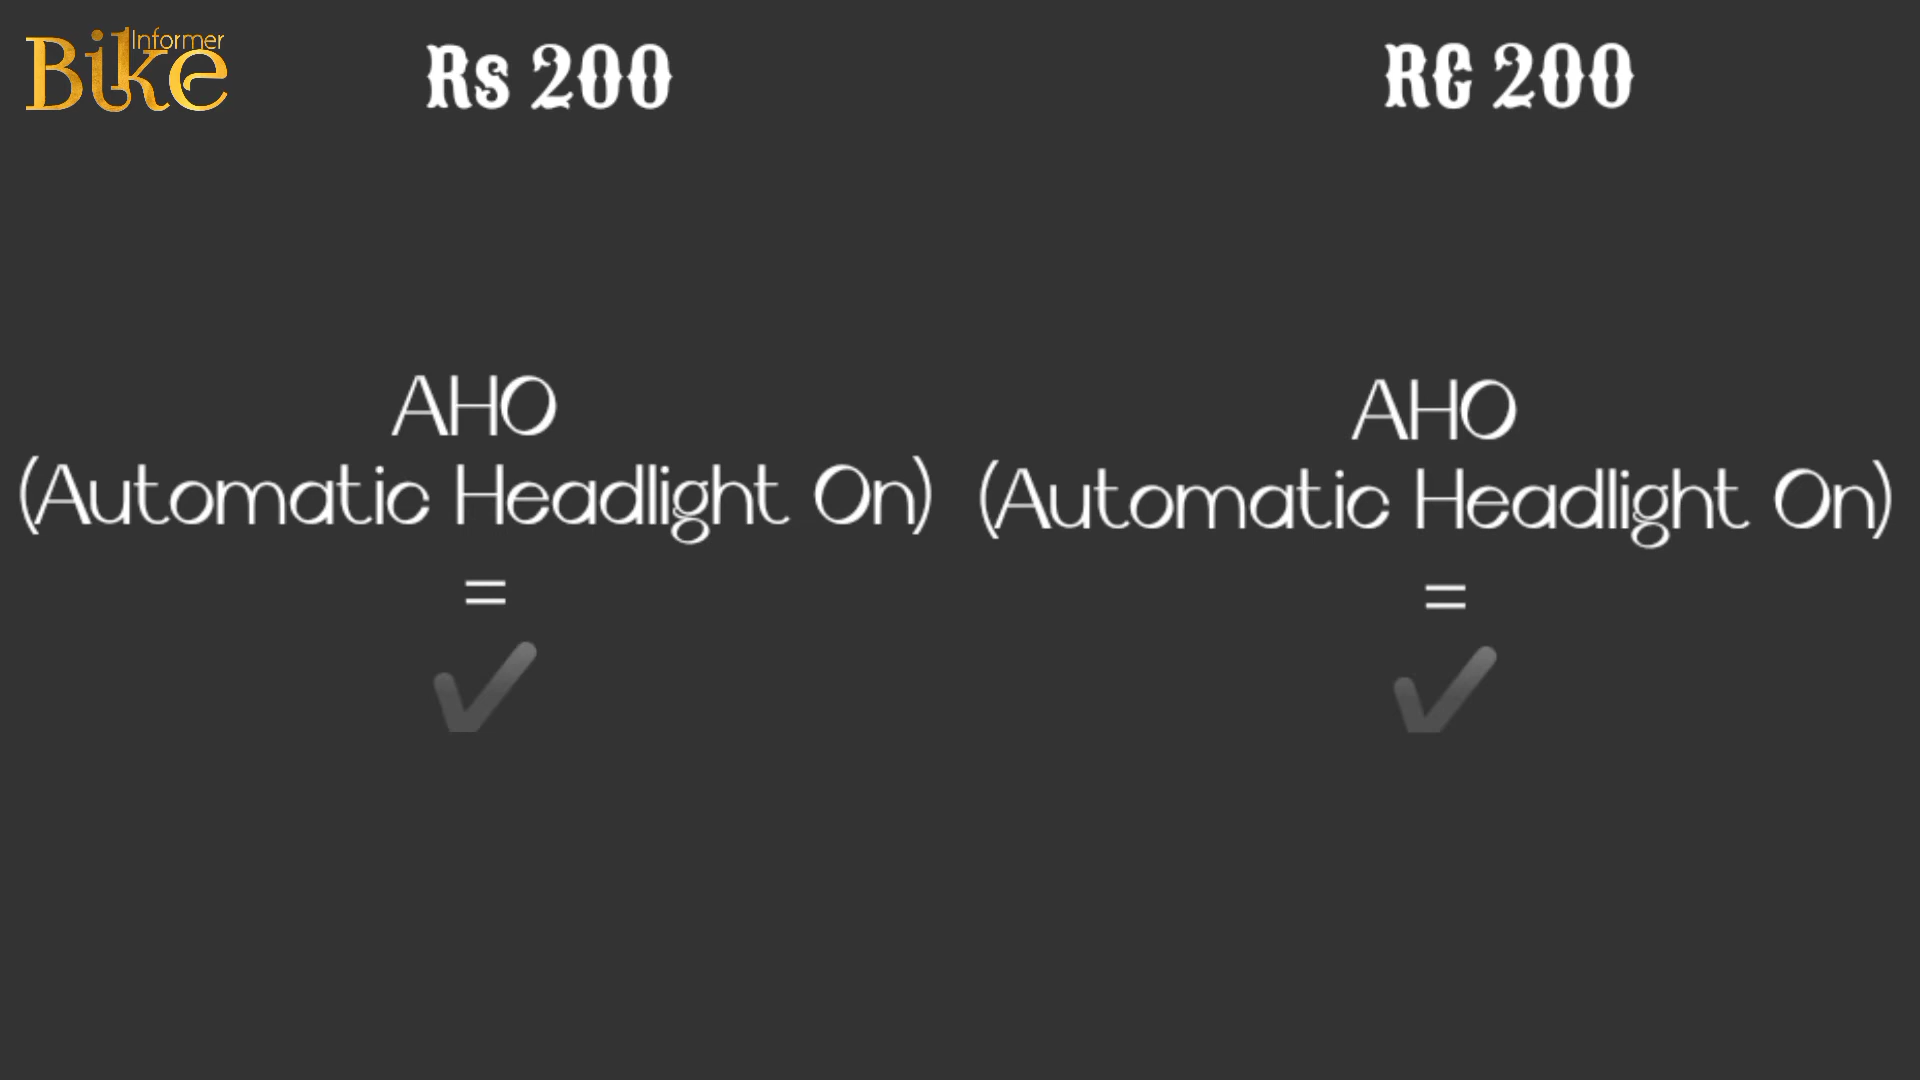 Bike Informer
Rs 200
RC 200
AHO
(Automatic Headlight On)
=
✔
AHO
(Automatic Headlight On)
=
✔